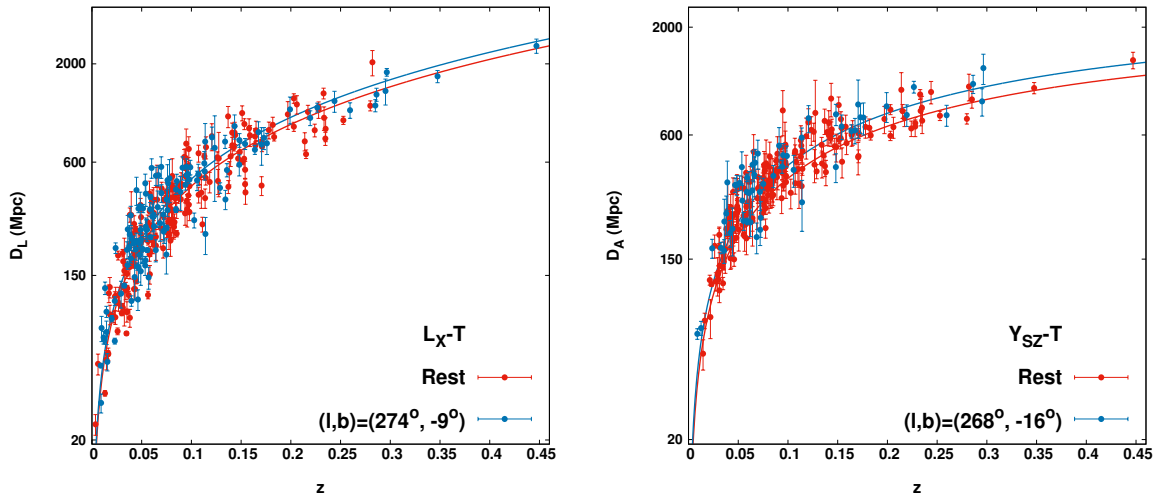 2000
600
150
20
D_L (Mpc)
L_X-T
Rest
(l,b)=(274°, -9°)
0 0.05 0.1 0.15 0.2 0.25 0.3 0.35 0.4 0.45
z
2000
600
150
20
D_A (Mpc)
Y_SZ-T
Rest
(l,b)=(268°, -16°)
0 0.05 0.1 0.15 0.2 0.25 0.3 0.35 0.4 0.45
z